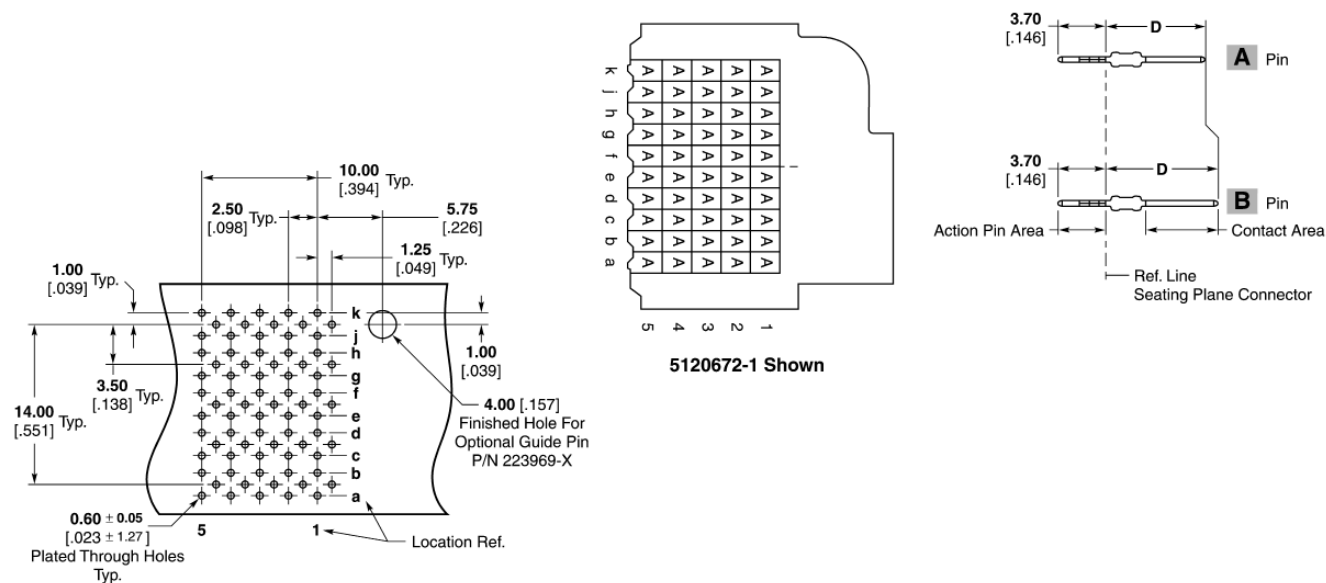 10.00
[.394] Typ.
2.50
[.098] Typ.
5.75
[.226]
1.25
[.049] Typ.
1.00
[.039] Typ.
k
j
h
g
f
e
d
c
b
a
1.00
[.039]
3.50
[.138] Typ.
14.00
[.551] Typ.
4.00 [.157]
Finished Hole For
Optional Guide Pin
P/N 223969-X
0.60 ± 0.05
[.023 ± 1.27]
Plated Through Holes
Typ.
5 1
Location Ref.
k A A A A A
j A A A A A
h A A A A A
g A A A A A
f A A A A A
e A A A A A
d A A A A A
c A A A A A
b A A A A A
a A A A A A
5 4 3 2 1
5120672-1 Shown
3.70
[.146]
D
A Pin
3.70
[.146]
D
B Pin
Action Pin Area Contact Area
Ref. Line
Seating Plane Connector